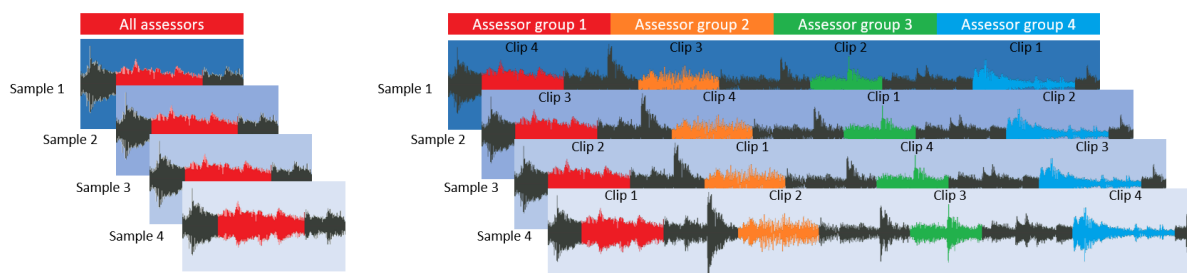 All assessors
Sample 1
Sample 2
Sample 3
Sample 4
Assessor group 1 Assessor group 2 Assessor group 3 Assessor group 4
Sample 1 Clip 4 Clip 3 Clip 2 Clip 1
Sample 2 Clip 3 Clip 4 Clip 1 Clip 2
Sample 3 Clip 2 Clip 1 Clip 4 Clip 3
Sample 4 Clip 1 Clip 2 Clip 3 Clip 4